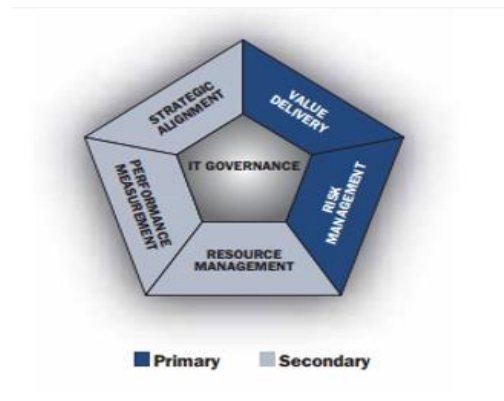 STRATEGIC
ALIGNMENT
VALUE
DELIVERY
PERFORMANCE
MEASUREMENT
IT GOVERNANCE
RISK
MANAGEMENT
RESOURCE
MANAGEMENT
Primary
Secondary